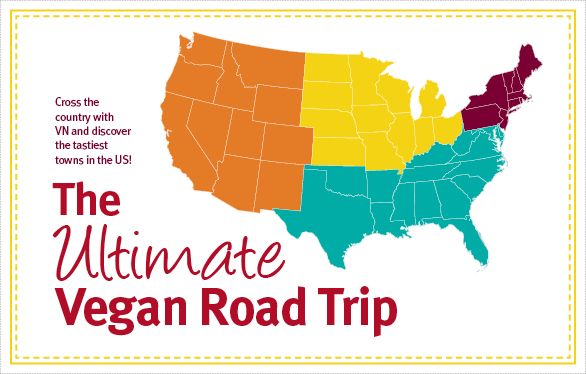 Cross the
country with
VN and discover
the tastiest
towns in the US!
The
Ultimate
Vegan Road Trip